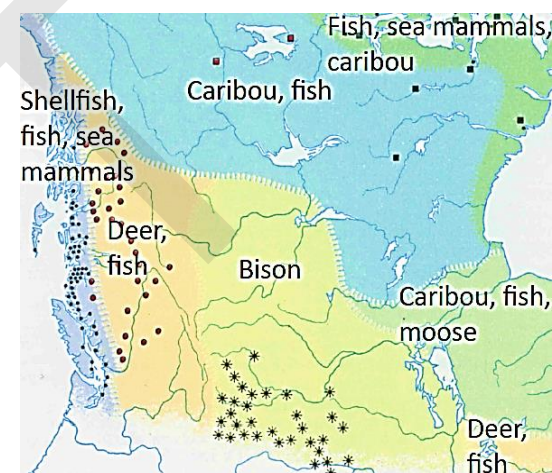 Fish, sea mammals,
caribou
Caribou, fish
Shellfish,
fish, sea
mammals
Deer,
fish
Bison
Caribou, fish,
moose
Deer,
fish